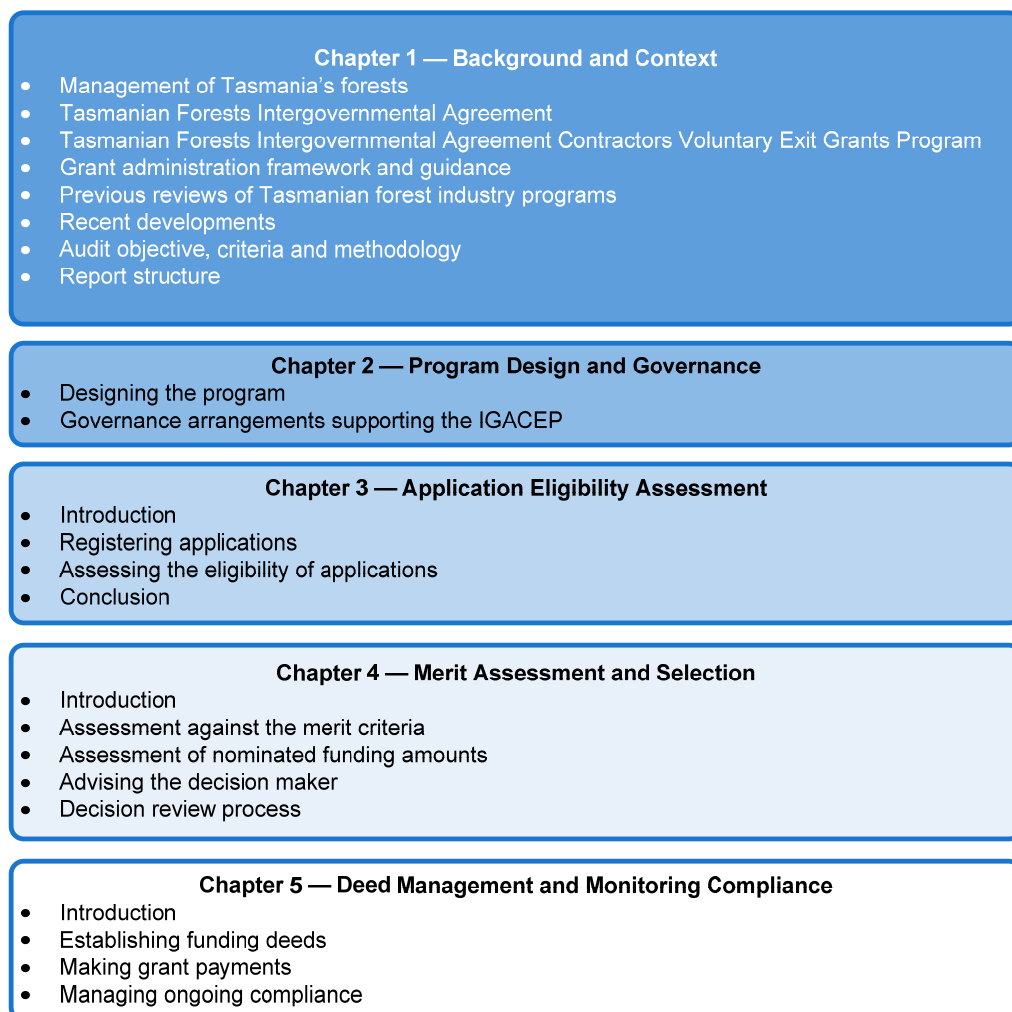 Chapter 1 — Background and Context
• Management of Tasmania's forests
• Tasmanian Forests Intergovernmental Agreement
• Tasmanian Forests Intergovernmental Agreement Contractors Voluntary Exit Grants Program
• Grant administration framework and guidance
• Previous reviews of Tasmanian forest industry programs
• Recent developments
• Audit objective, criteria and methodology
• Report structure
Chapter 2 — Program Design and Governance
• Designing the program
• Governance arrangements supporting the IGACEP
Chapter 3 — Application Eligibility Assessment
• Introduction
• Registering applications
• Assessing the eligibility of applications
• Conclusion
Chapter 4 — Merit Assessment and Selection
• Introduction
• Assessment against the merit criteria
• Assessment of nominated funding amounts
• Advising the decision maker
• Decision review process
Chapter 5 — Deed Management and Monitoring Compliance
• Introduction
• Establishing funding deeds
• Making grant payments
• Managing ongoing compliance